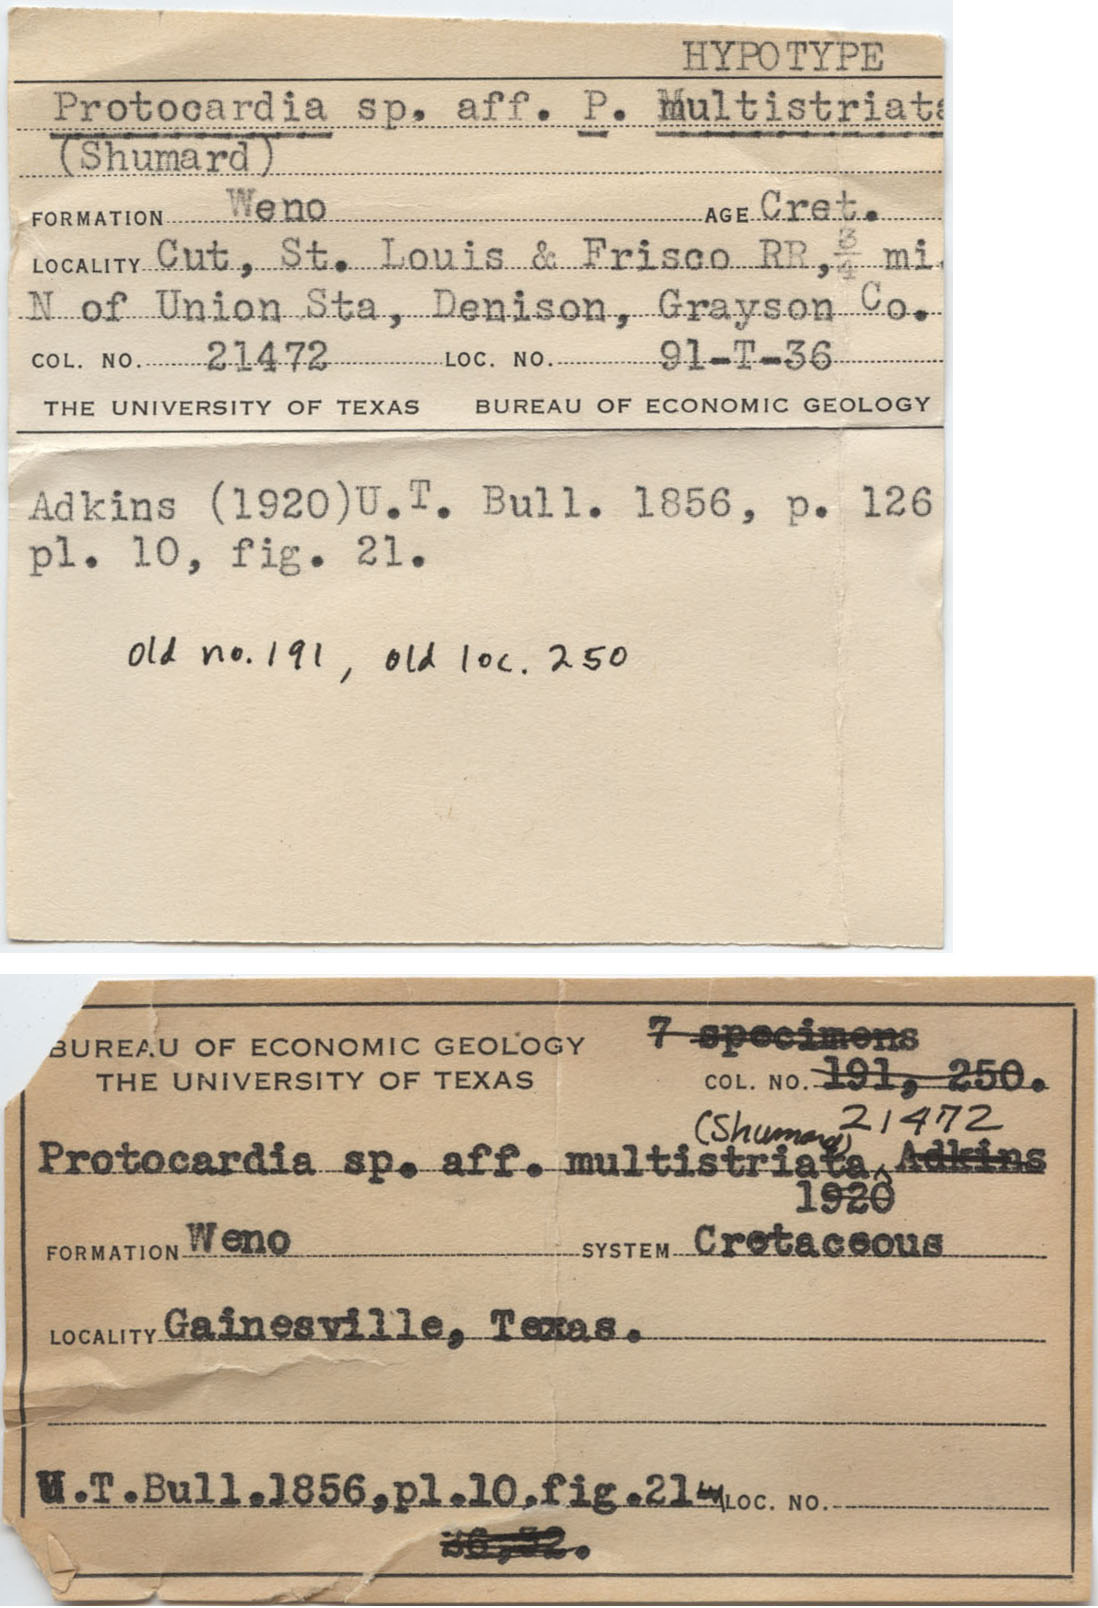 HYPOTYPE
Protocardia sp. aff. P. Multistriata
(Shumard)
FORMATION Weno AGE Cret.
LOCALITY Cut, St. Louis & Frisco RR, 3/4 mi.
N of Union Sta, Denison, Grayson Co.
COL. NO. 21472 LOC. NO. 91-T-36
THE UNIVERSITY OF TEXAS BUREAU OF ECONOMIC GEOLOGY
Adkins (1920)U.T. Bull. 1856, p. 126
pl. 10, fig. 21.
old no. 191, old loc. 250
7 specimens
BUREAU OF ECONOMIC GEOLOGY
THE UNIVERSITY OF TEXAS COL. NO. 191, 250.
(Shumard) 21472
Protocardia sp. aff. multistriata Adkins
1920
FORMATION Weno SYSTEM Cretaceous
LOCALITY Gainesville, Texas.
U.T.Bull.1856,pl.10.fig.21 LOC. NO.